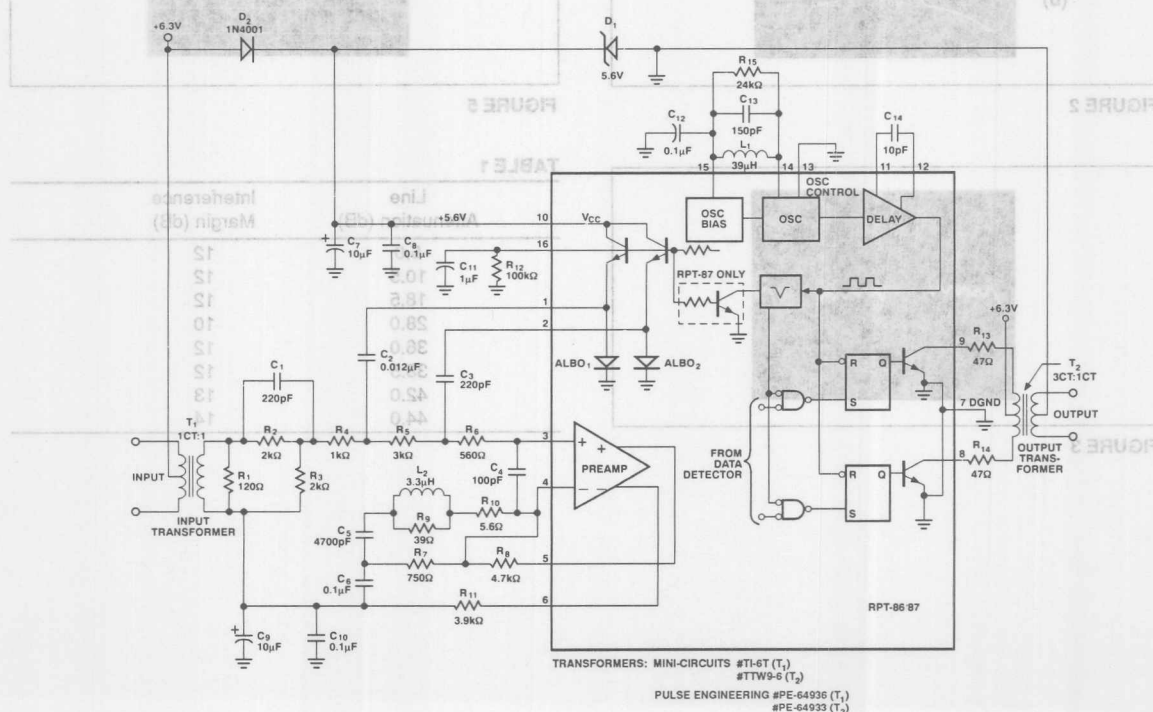 +6.3V
D2
1N4001
D1
5.6V
R15
24kΩ
C13
150pF
L1
39μH
C12
0.1μF
C14
10pF
15
14
13
11
12
OSC CONTROL
OSC BIAS
OSC
DELAY
+5.6V
10
VCC
16
C7
10μF
C8
0.1μF
C11
1μF
R12
100kΩ
1
2
RPT-87 ONLY
ALBO1
ALBO2
C2
0.012μF
C3
220pF
C1
220pF
T1
1CT:1
R2
2kΩ
R4
1kΩ
R5
3kΩ
R6
560Ω
3
4
PREAMP
+
+
−
−
INPUT
R1
120Ω
R3
2kΩ
INPUT TRANSFORMER
C4
100pF
L2
3.3μH
R10
5.6Ω
R9
39Ω
C5
4700pF
R7
750Ω
R8
4.7kΩ
5
C6
0.1μF
R11
3.9kΩ
6
C9
10μF
C10
0.1μF
+6.3V
9
R13
47Ω
T2
3CT:1CT
R
Q
S
7 DGND
OUTPUT
FROM DATA DETECTOR
R
Q
S
8
R14
47Ω
OUTPUT TRANS-
FORMER
RPT-86'87
TRANSFORMERS: MINI-CIRCUITS #TI-6T (T1)
#TTW9-6 (T2)
PULSE ENGINEERING #PE-64936 (T1)
#PE-64933 (T2)
FIGURE 5
FIGURE 2
TABLE 1
Line
Attenuation (dB)
Interference
Margin (dB)
12
10.5
12
18.5
12
28.0
10
36.0
12
12
42.0
13
44.0
14
FIGURE 3